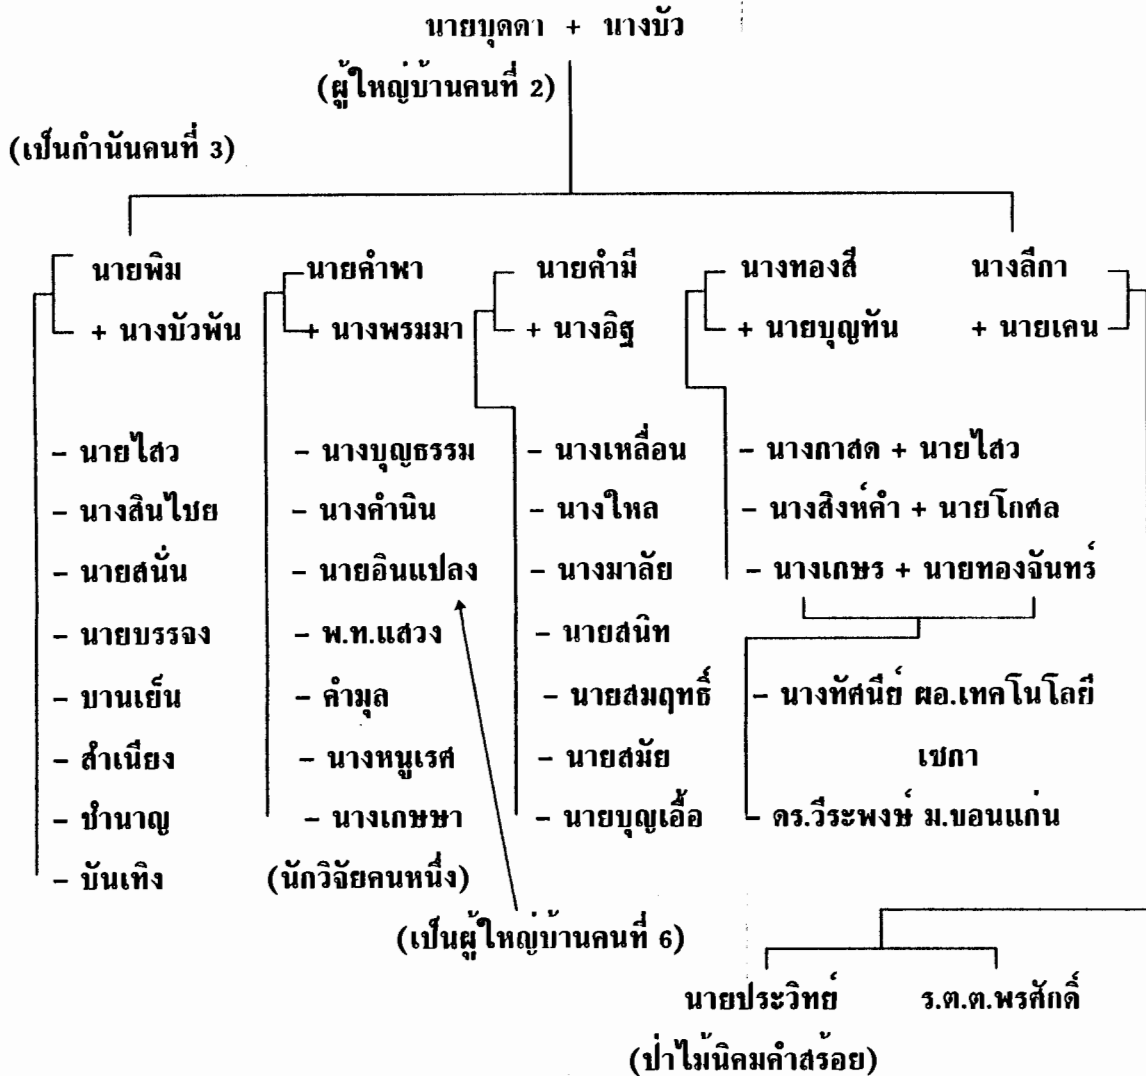 นายบุดดา + นางบัว
(ผู้ใหญ่บ้านคนที่ 2)
(เป็นกำนันคนที่ 3)
นายพิม นายคำพา นายคำมี นางทองสี นางลีกา
+ นางบัวพัน + นางพรมมา + นางอิฐ + นายบุญทัน + นายเคน
- นายไสว - นางบุญธรรม - นางเหลื่อน - นางกาสด + นายไสว
- นางสินไชย - นางคำนิน - นางใหล - นางสิงห์คำ + นายโกศล
- นายสนั่น - นายอินแปลง - นางมาลัย - นางเกษร + นายทองจันทร์
- นายบรรจง - พ.ท.แสวง - นายสนิท
- บานเย็น - คำมุล - นายสมฤทธิ์ - นางทัศนีย์ ผอ.เทคโนโลยี
- สำเนียง - นางหนูเรศ - นายสมัย เซกา
- ชำนาญ - นางเกษษา - นายบุญเอื้อ - ดร.วีระพงษ์ ม.ขอนแก่น
- บันเทิง (นักวิจัยคนหนึ่ง)
(เป็นผู้ใหญ่บ้านคนที่ 6)
นายประวิทย์ ร.ต.ต.พรศักดิ์
(ป่าไม้นิคมคำสร้อย)